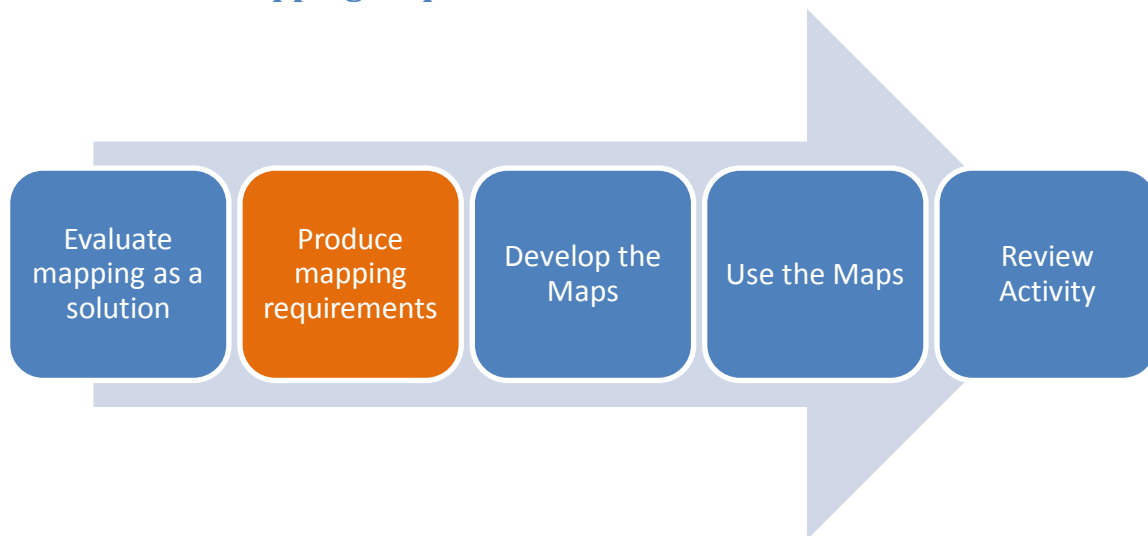 Evaluate
mapping as a
solution
Produce
mapping
requirements
Develop the
Maps
Use the Maps
Review
Activity